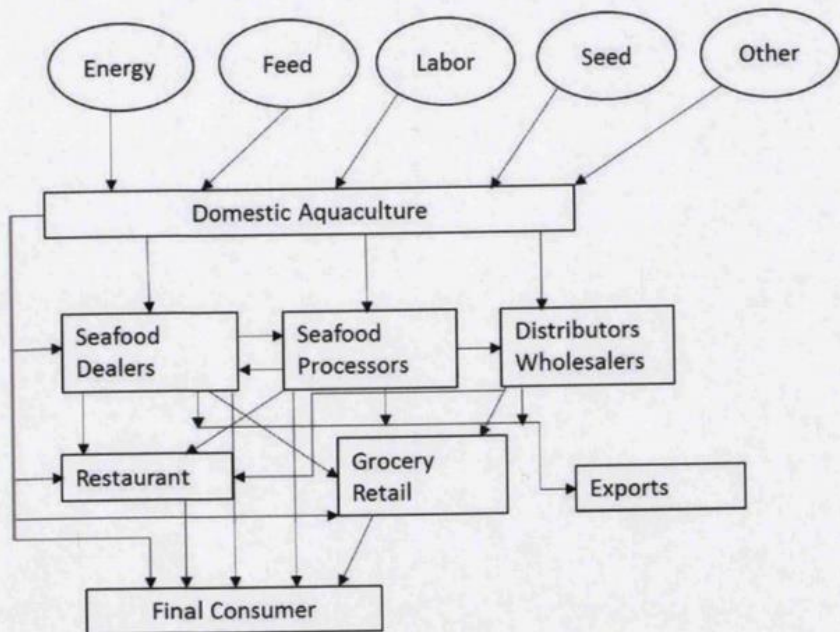 Energy
Feed
Labor
Seed
Other
Domestic Aquaculture
Seafood
Dealers
Seafood
Processors
Distributors
Wholesalers
Restaurant
Grocery
Retail
Exports
Final Consumer